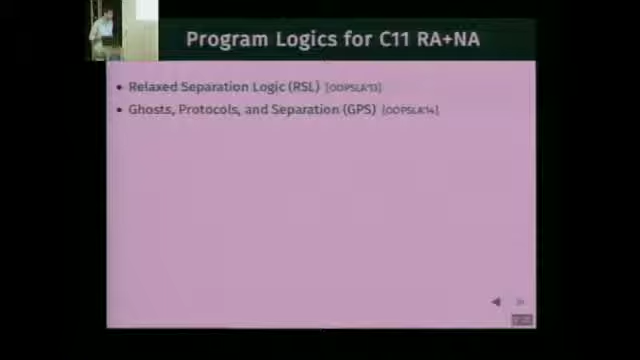 Program Logics for C11 RA+NA
• Relaxed Separation Logic (RSL) [OOPSLA'13]
• Ghosts, Protocols, and Separation (GPS) [OOPSLA'14]